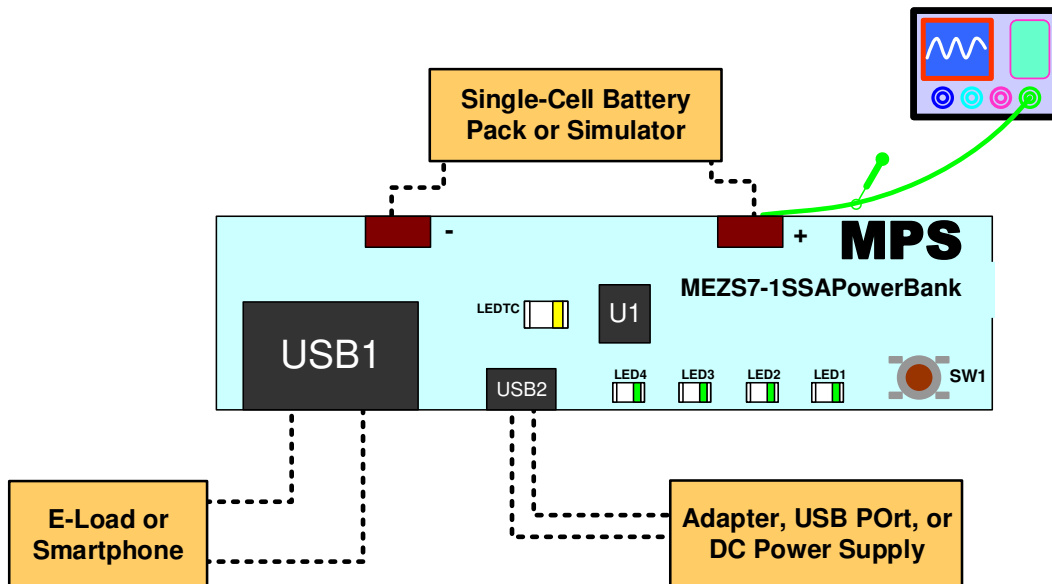 Single-Cell Battery
Pack or Simulator
-
+
MPS
MEZS7-1SSAPowerBank
LEDTC
U1
USB1
USB2
LED4
LED3
LED2
LED1
SW1
E-Load or
Smartphone
Adapter, USB POrt, or
DC Power Supply